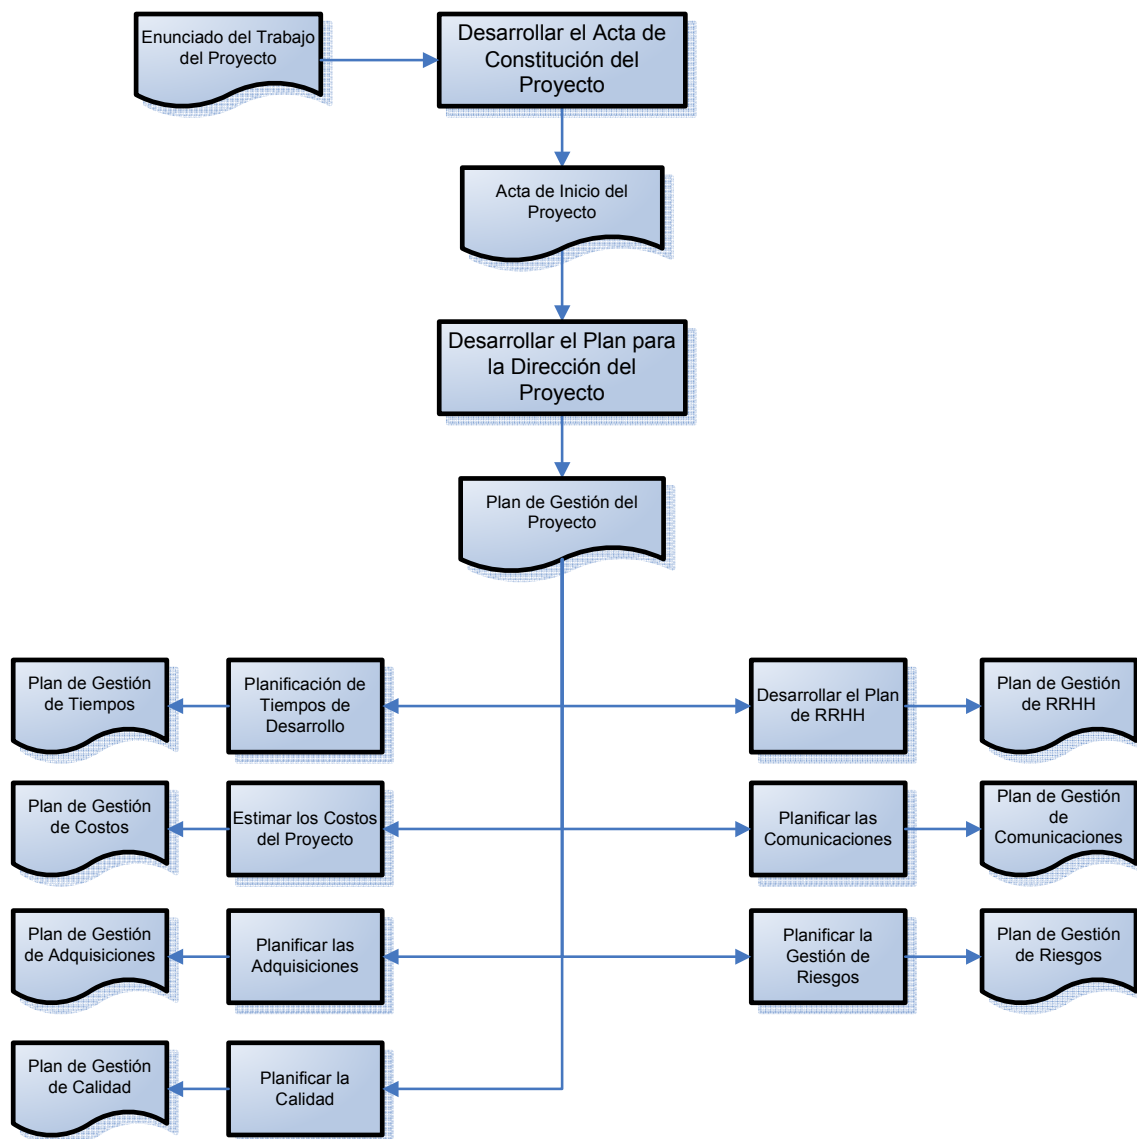 Enunciado del Trabajo
del Proyecto
Desarrollar el Acta de
Constitución del
Proyecto
Acta de Inicio del
Proyecto
Desarrollar el Plan para
la Dirección del
Proyecto
Plan de Gestión del
Proyecto
Plan de Gestión
de Tiempos
Planificación de
Tiempos de
Desarrollo
Desarrollar el Plan
de RRHH
Plan de Gestión
de RRHH
Plan de Gestión
de Costos
Estimar los Costos
del Proyecto
Planificar las
Comunicaciones
Plan de Gestión
de
Comunicaciones
Plan de Gestión
de Adquisiciones
Planificar las
Adquisiciones
Planificar la
Gestión de
Riesgos
Plan de Gestión
de Riesgos
Plan de Gestión
de Calidad
Planificar la
Calidad